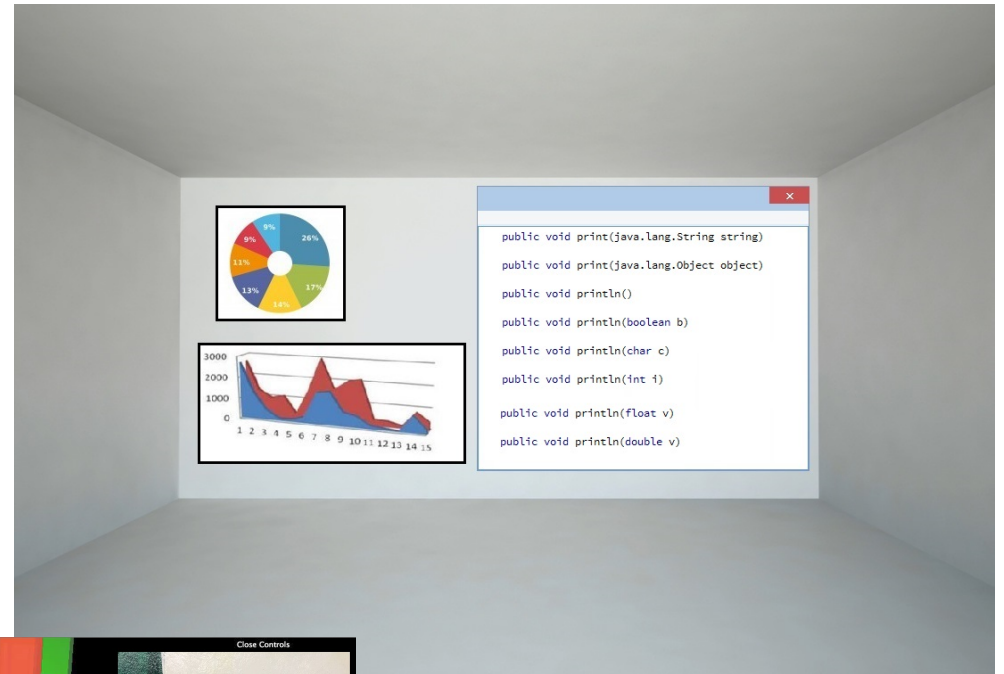 9%
26%
9%
11%
17%
13%
14%
3000
2000
1000
0
1 2 3 4 5 6 7 8 9 10 11 12 13 14 15
×
public void print(java.lang.String string)
public void print(java.lang.Object object)
public void println()
public void println(boolean b)
public void println(char c)
public void println(int i)
public void println(float v)
public void println(double v)
Close Controls